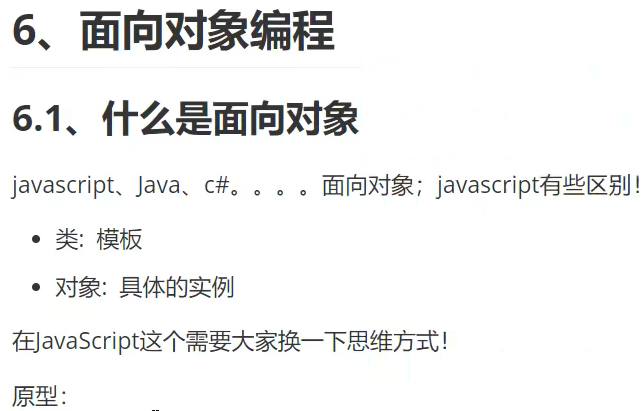 6、面向对象编程
6.1、什么是面向对象
javascript、Java、c#。。。。面向对象；javascript有些区别！
• 类: 模板
• 对象: 具体的实例
在JavaScript这个需要大家换一下思维方式！
原型：